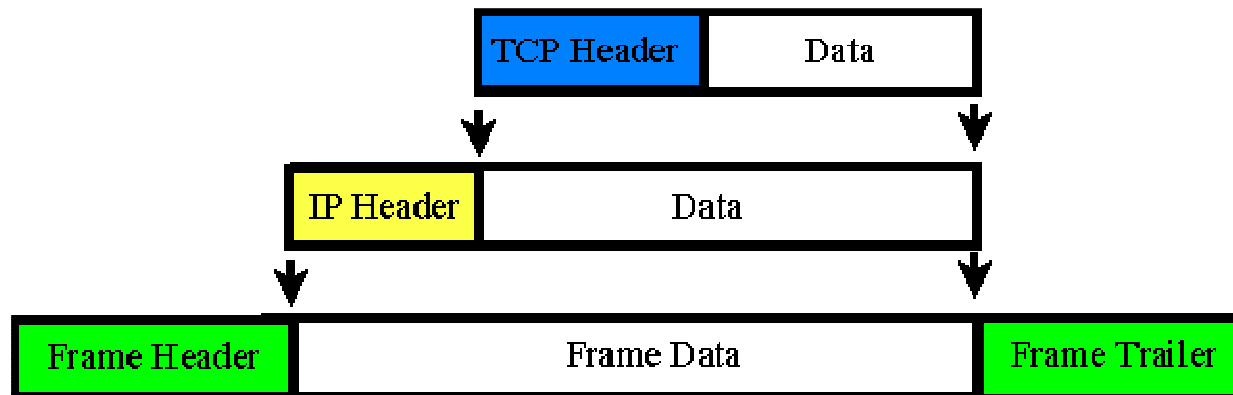 TCP Header Data
IP Header Data
Frame Header Frame Data Frame Trailer